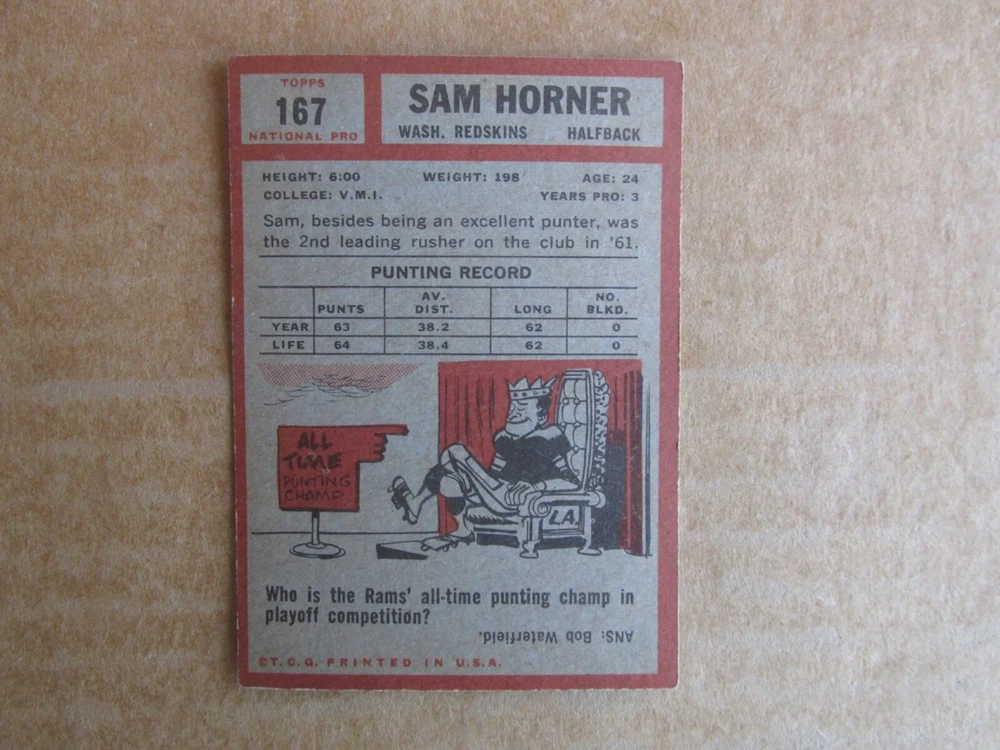 TOPPS
167
NATIONAL PRO
SAM HORNER
WASH. REDSKINS HALFBACK
HEIGHT: 6:00 WEIGHT: 198 AGE: 24
COLLEGE: V.M.I. YEARS PRO: 3
Sam, besides being an excellent punter, was
the 2nd leading rusher on the club in '61.
PUNTING RECORD
PUNTS AV. DIST. LONG NO. BLKD.
YEAR 63 38.2 62 0
LIFE 64 38.4 62 0
ALL
TIME
PUNTING
CHAMP
L.A.
Who is the Rams' all-time punting champ in
playoff competition?
ANS: Bob Waterfield.
©T.C.G. PRINTED IN U.S.A.